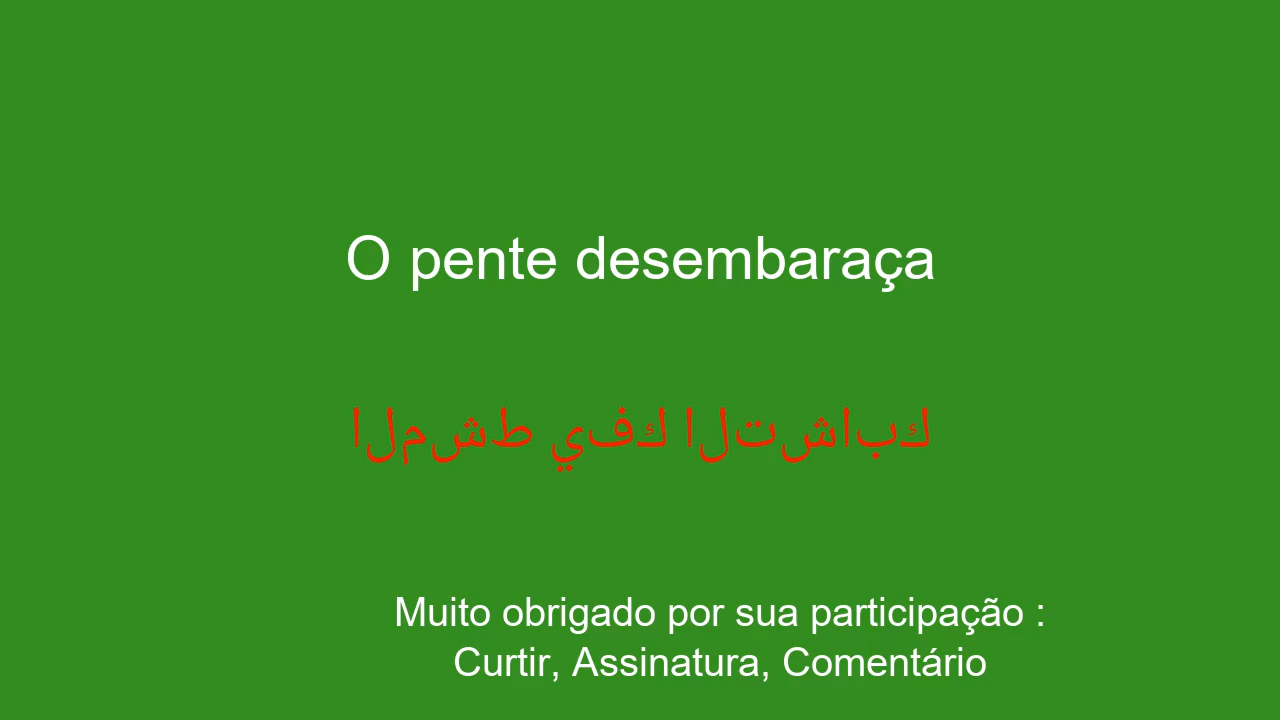 O pente desembaraça
المشط يفك التشابك
Muito obrigado por sua participação :
Curtir, Assinatura, Comentário